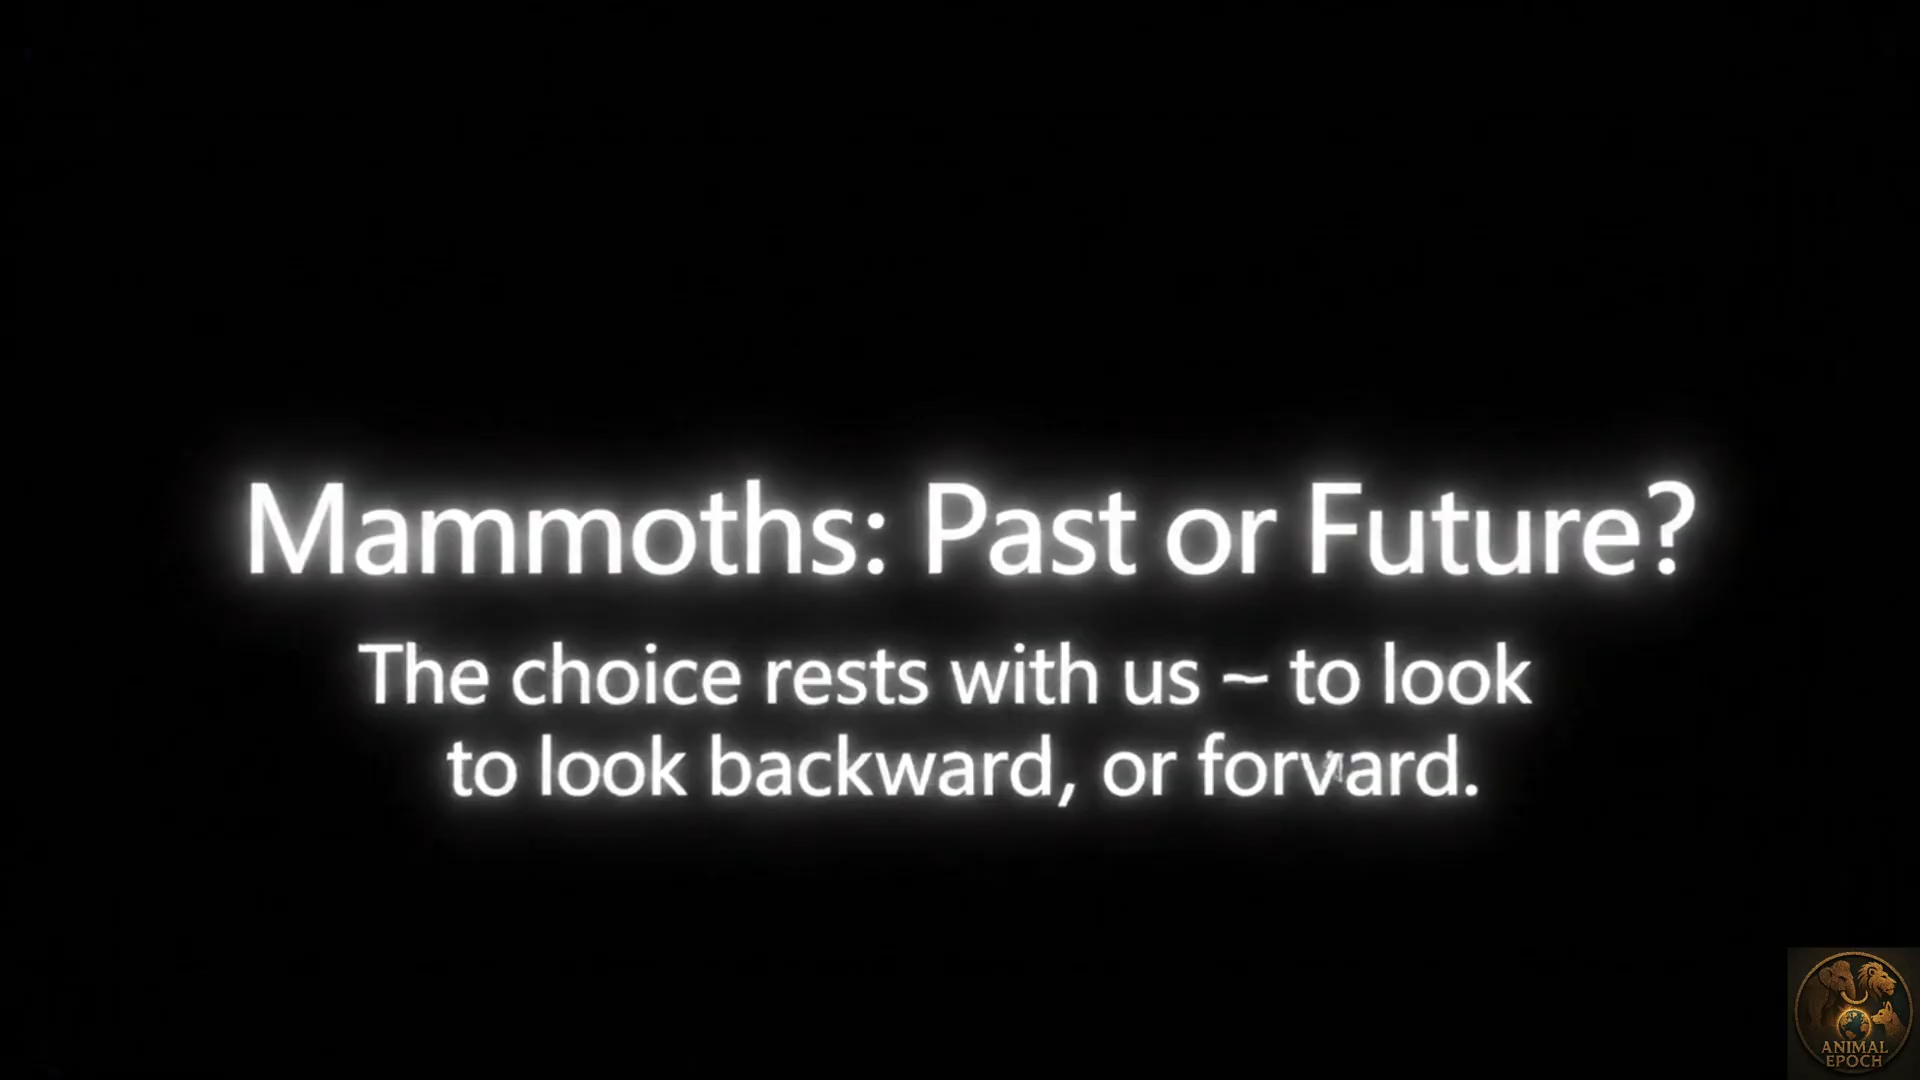 Mammoths: Past or Future?
The choice rests with us ~ to look
to look backward, or forvard.
ANIMAL
EPOCH